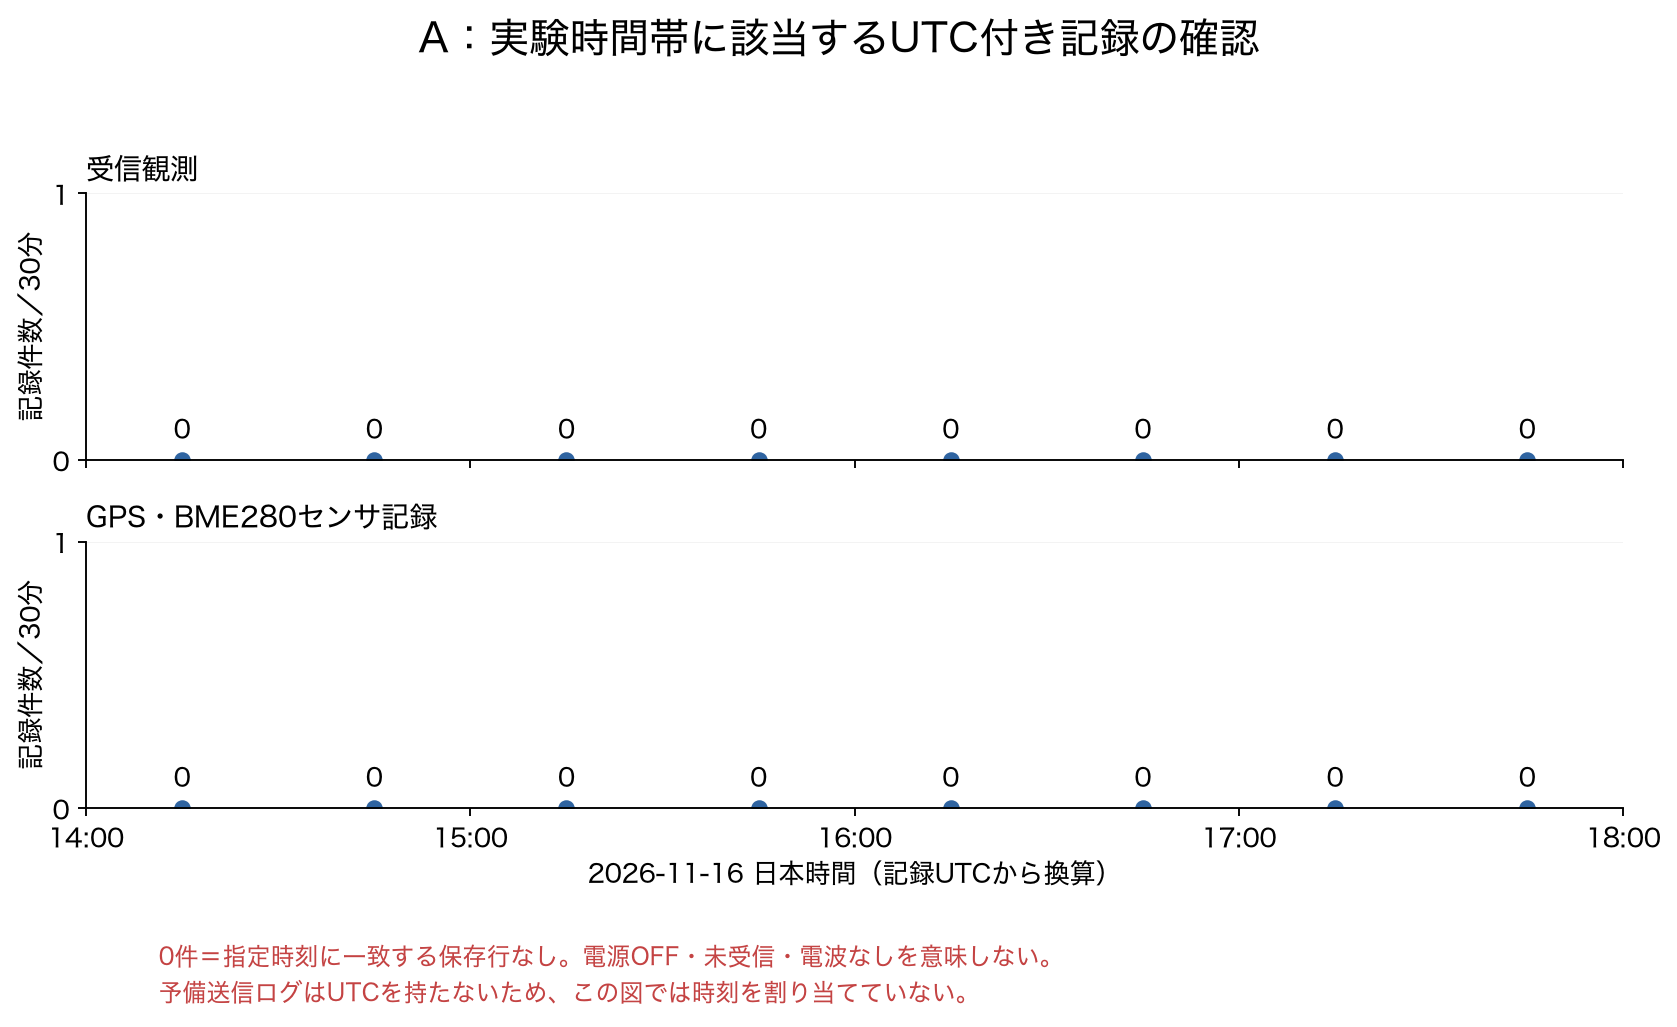 A：実験時間帯に該当するUTC付き記録の確認
受信観測
記録件数／30分
1
0
0 0 0 0 0 0 0 0
GPS・BME280センサ記録
記録件数／30分
1
0
0 0 0 0 0 0 0 0
14:00 15:00 16:00 17:00 18:00
2026-11-16 日本時間（記録UTCから換算）
0件＝指定時刻に一致する保存行なし。電源OFF・未受信・電波なしを意味しない。
予備送信ログはUTCを持たないため、この図では時刻を割り当てていない。